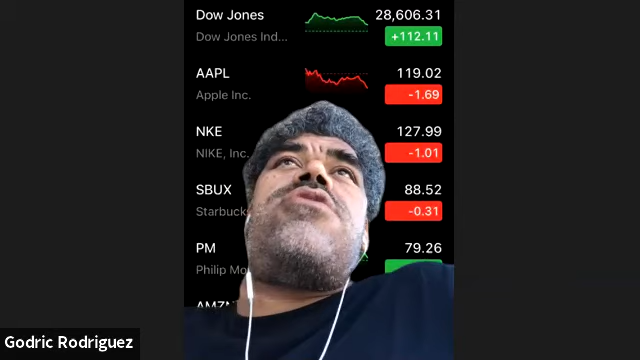 Dow Jones 28,606.31
Dow Jones Ind... +112.11
AAPL 119.02
Apple Inc. -1.69
NKE 127.99
NIKE, Inc. -1.01
SBUX 88.52
Starbuck -0.31
PM 79.26
Philip Mo
AMZN
Godric Rodriguez